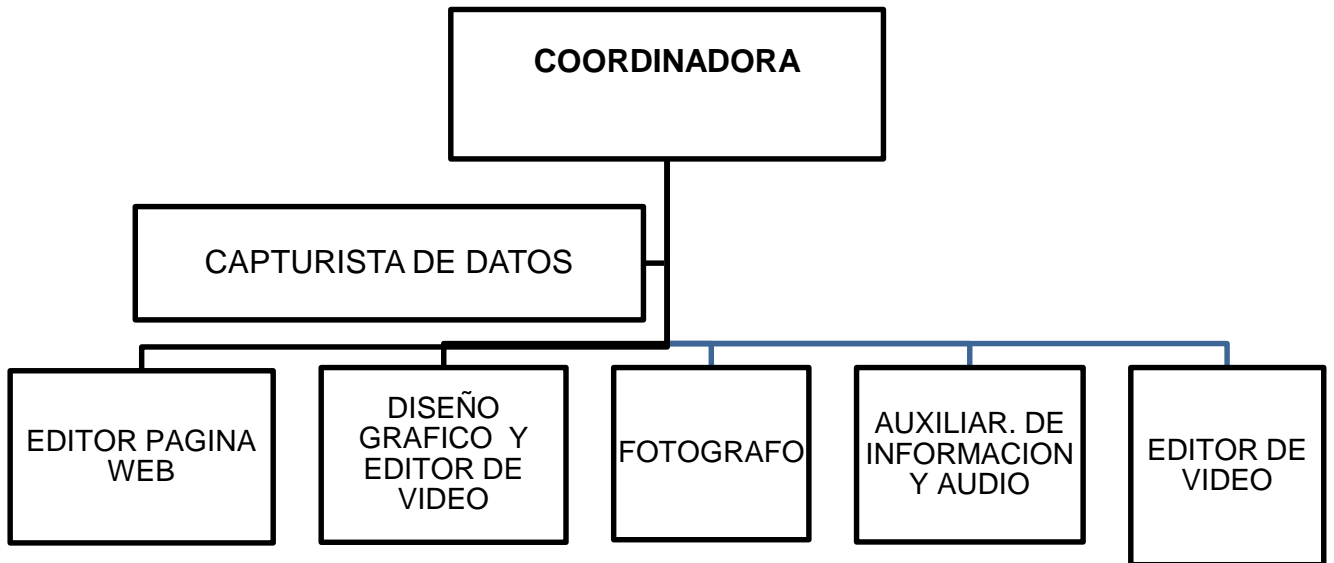 COORDINADORA
CAPTURISTA DE DATOS
EDITOR PAGINA
WEB
DISEÑO
GRAFICO Y
EDITOR DE
VIDEO
FOTOGRAFO
AUXILIAR. DE
INFORMACION
Y AUDIO
EDITOR DE
VIDEO